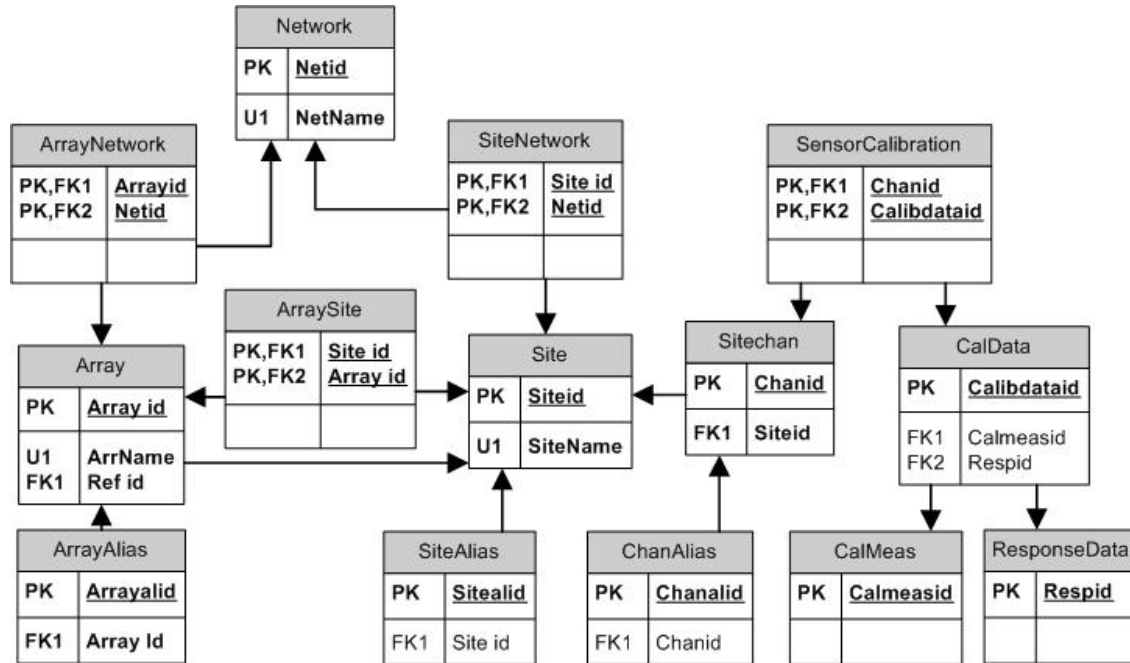 Network
PK Netid
U1 NetName
ArrayNetwork
PK,FK1 Arrayid
PK,FK2 Netid
SiteNetwork
PK,FK1 Site id
PK,FK2 Netid
SensorCalibration
PK,FK1 Chanid
PK,FK2 Calibdataid
ArraySite
PK,FK1 Site id
PK,FK2 Array id
Array
PK Array id
U1 ArrName
FK1 Ref id
Site
PK Siteid
U1 SiteName
Sitechan
PK Chanid
FK1 Siteid
CalData
PK Calibdataid
FK1 Calmeasid
FK2 Respid
ArrayAlias
PK Arrayalid
FK1 Array Id
SiteAlias
PK Sitealid
FK1 Site id
ChanAlias
PK Chanalid
FK1 Chanid
CalMeas
PK Calmeasid
ResponseData
PK Respid